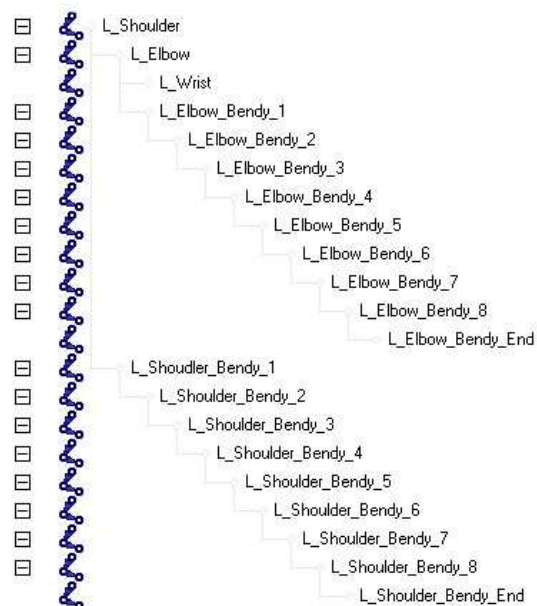 L_Shoulder
L_Elbow
L_Wrist
L_Elbow_Bendy_1
L_Elbow_Bendy_2
L_Elbow_Bendy_3
L_Elbow_Bendy_4
L_Elbow_Bendy_5
L_Elbow_Bendy_6
L_Elbow_Bendy_7
L_Elbow_Bendy_8
L_Elbow_Bendy_End
L_Shoudler_Bendy_1
L_Shoulder_Bendy_2
L_Shoulder_Bendy_3
L_Shoulder_Bendy_4
L_Shoulder_Bendy_5
L_Shoulder_Bendy_6
L_Shoulder_Bendy_7
L_Shoulder_Bendy_8
L_Shoulder_Bendy_End